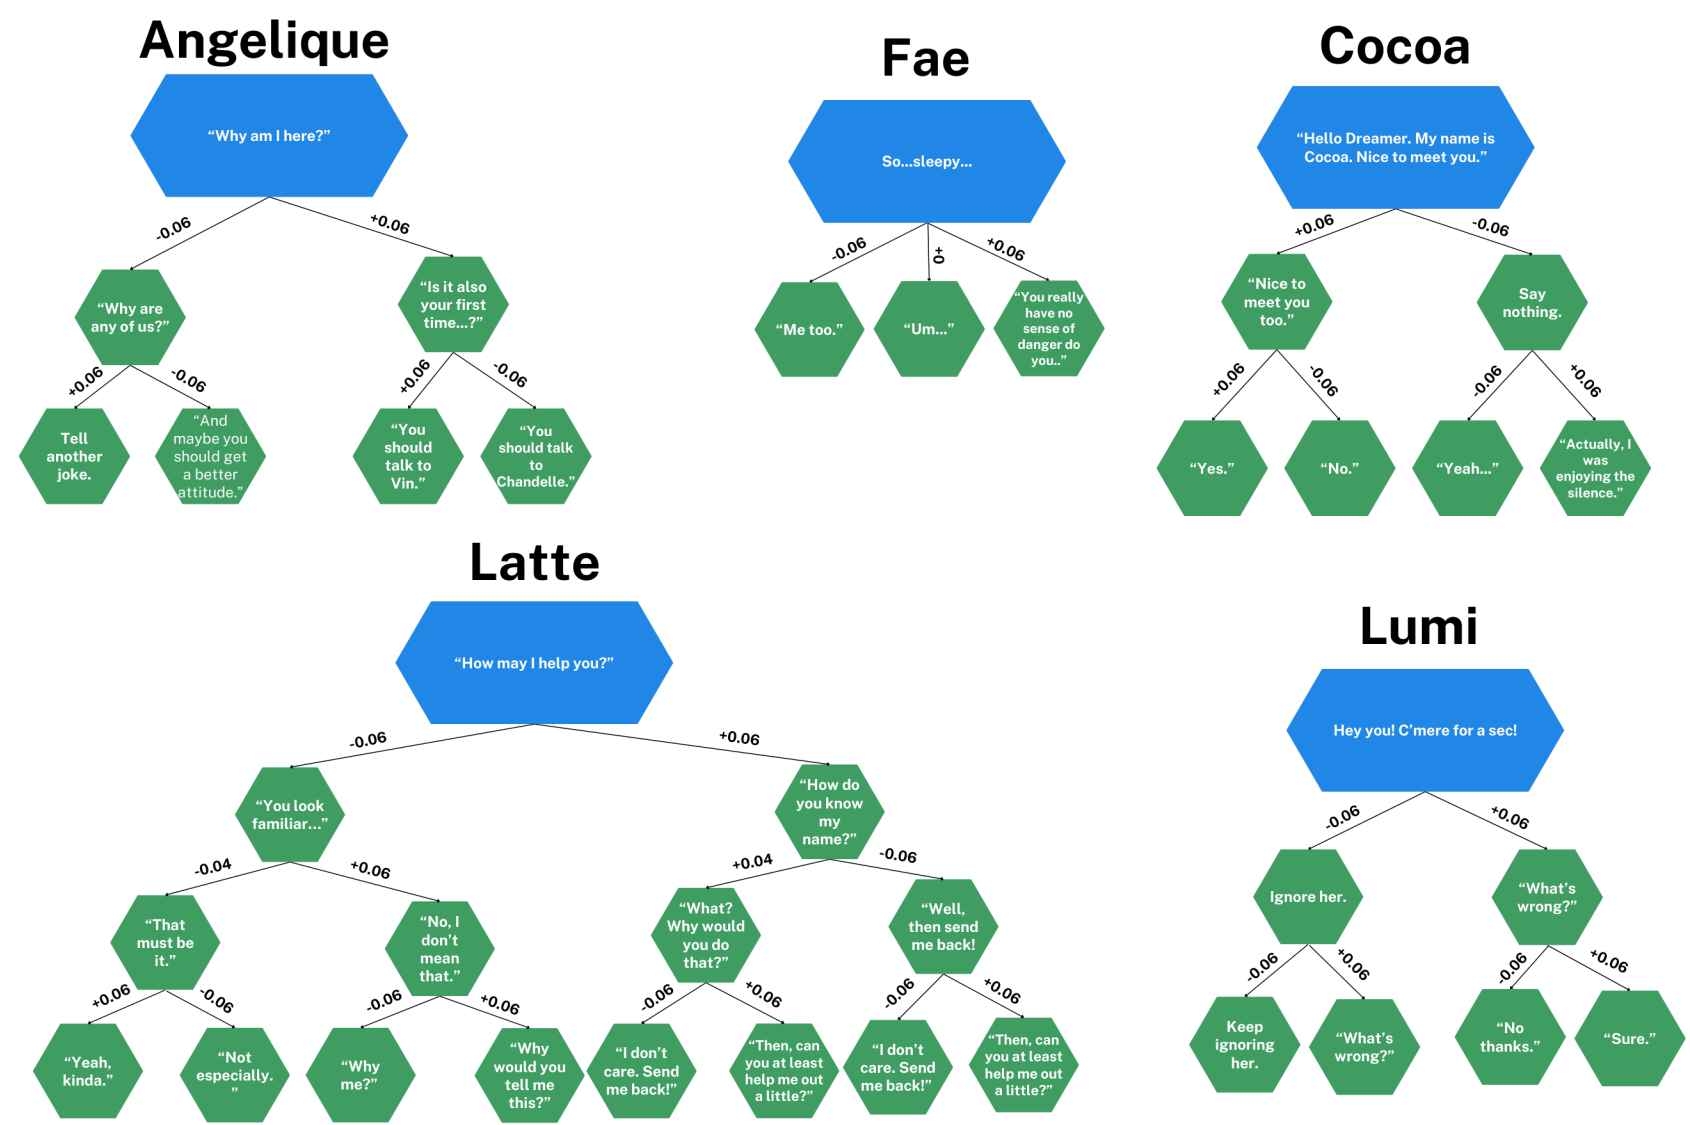 Angelique
“Why am I here?”
-0.06
+0.06
“Why are
any of us?”
“Is it also
your first
time...?”
+0.06
-0.06
+0.06
-0.06
Tell
another
joke.
“And
maybe you
should get
a better
attitude.”
“You
should
talk to
Vin.”
“You
should talk
to
Chandelle.”
Fae
So...sleepy...
-0.06
+0
+0.06
“Me too.”
“Um...”
“You really
have no
sense of
danger do
you..”
Cocoa
“Hello Dreamer. My name is
Cocoa. Nice to meet you.”
+0.06
-0.06
“Nice to
meet you
too.”
Say
nothing.
+0.06
-0.06
-0.06
+0.06
“Yes.”
“No.”
“Yeah...”
“Actually, I
was
enjoying the
silence.”
Latte
“How may I help you?”
-0.06
+0.06
“You look
familiar...”
“How do
you know
my
name?”
-0.04
+0.06
+0.04
-0.06
“That
must be
it.”
“No, I
don’t
mean
that.”
“What?
Why would
you do
that?”
“Well,
then send
me back!
+0.06
-0.06
-0.06
+0.06
-0.06
+0.06
-0.06
+0.06
“Yeah,
kinda.”
“Not
especially.
”
“Why
me?”
“Why
would you
tell me
this?”
“I don’t
care. Send
me back!”
“Then, can
you at least
help me out
a little?”
“I don’t
care. Send
me back!”
“Then, can
you at least
help me out
a little?”
Lumi
Hey you! C’mere for a sec!
-0.06
+0.06
Ignore her.
“What’s
wrong?”
-0.06
+0.06
-0.06
+0.06
Keep
ignoring
her.
“What’s
wrong?”
“No
thanks.”
“Sure.”